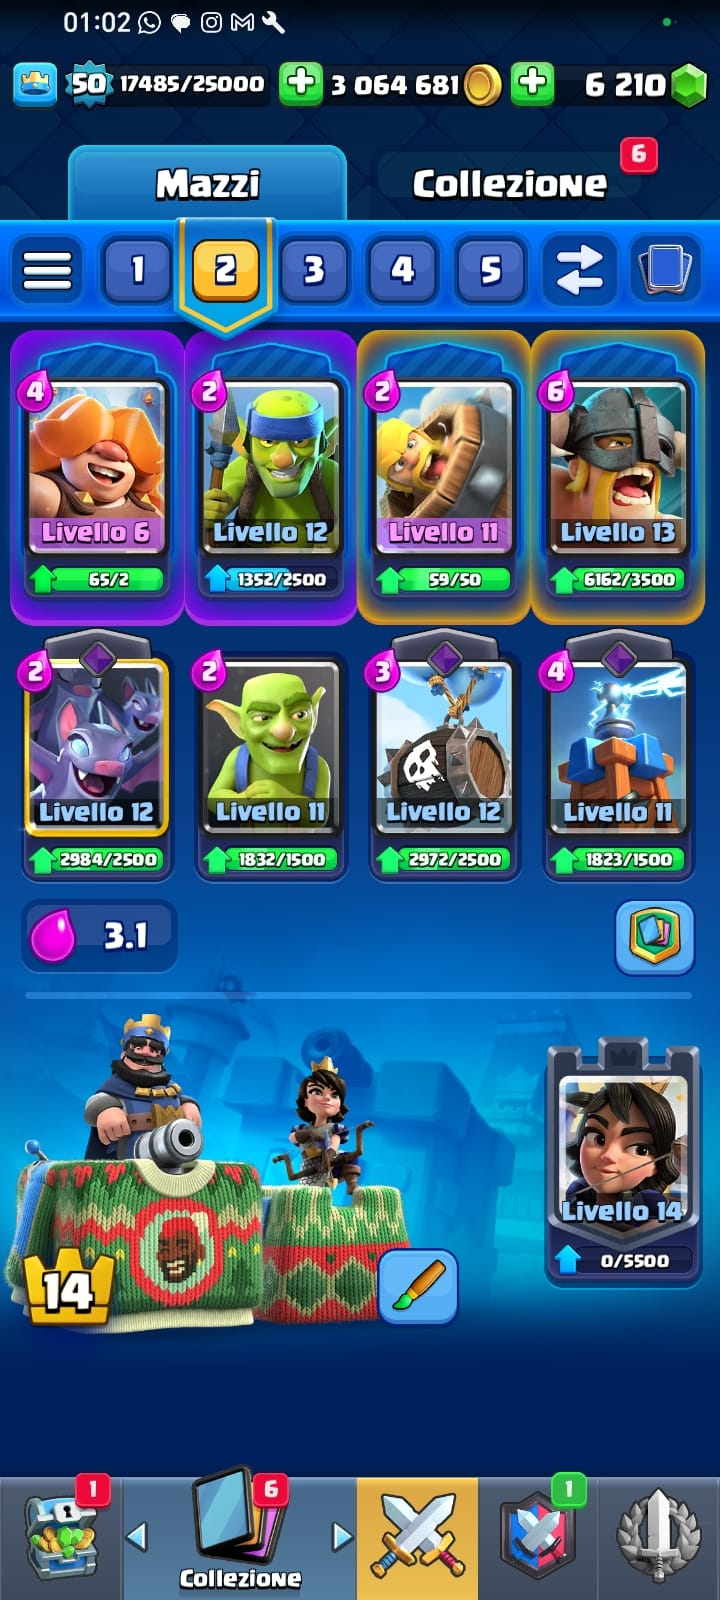 01:02
50 17485/25000 3 064 681 6 210
Mazzi Collezione 6
1 2 3 4 5
4 2 2 6
Livello 6 Livello 12 Livello 11 Livello 13
65/2 1352/2500 59/50 6162/3500
2 2 3 4
Livello 12 Livello 11 Livello 12 Livello 11
2984/2500 1832/1500 2972/2500 1823/1500
3.1
Livello 14
0/5500
14
1 6 1
Collezione